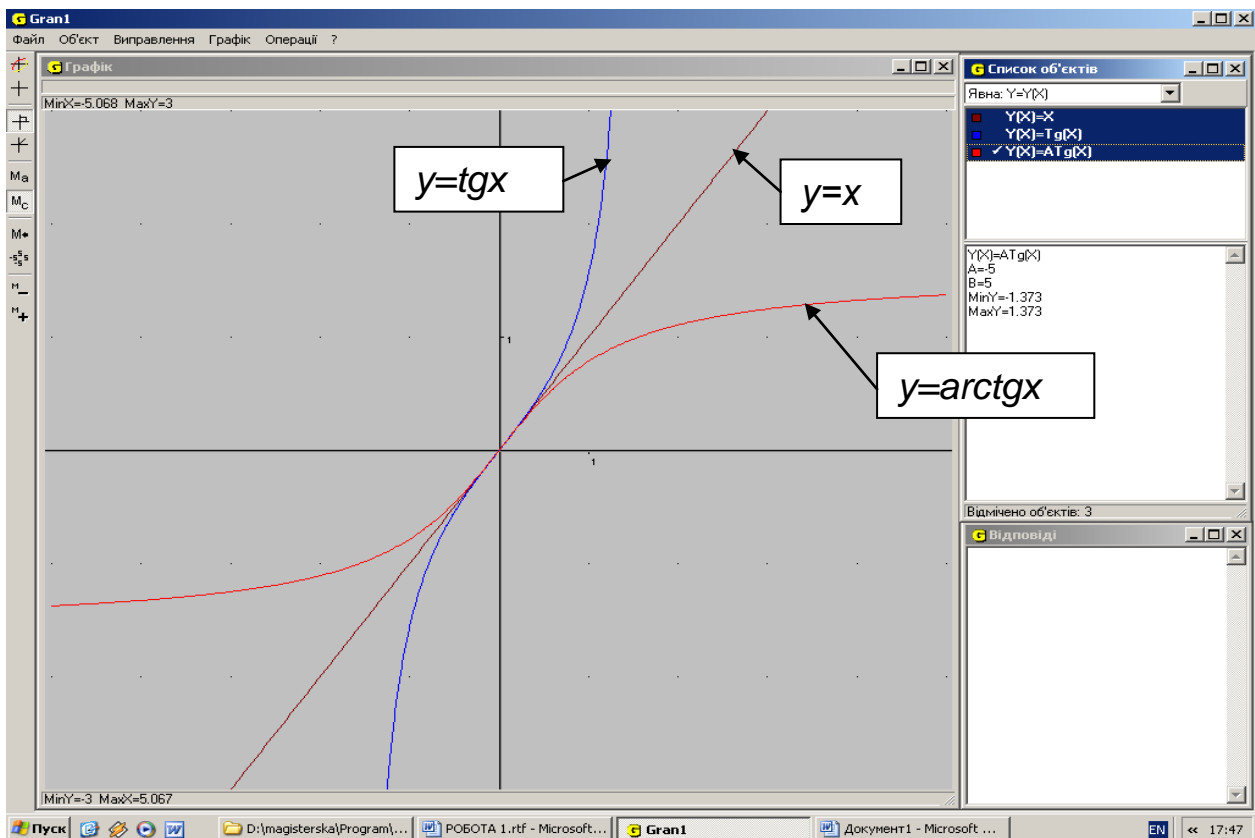 Gran1
Файл Об'єкт Виправлення Графік Операції ?
Графік
MinX=-5.068 MaxY=3
y=tgx
y=x
y=arctgx
1
1
MinY=-3 MaxX=5.067
Ma
Mc
M
s s s s
M
M
Список об'єктів
Явна: Y=Y(X)
Y(X)=X
Y(X)=Tg(X)
Y(X)=ATg(X)
Y(X)=ATg(X)
A=-5
B=5
MinY=-1.373
MaxY=1.373
Відмічено об'єктів: 3
Відповіді
Пуск D:\magisterska\Program\... РОБОТА 1.rtf - Microsoft... Gran1 Документ1 - Microsoft ... EN « 17:47